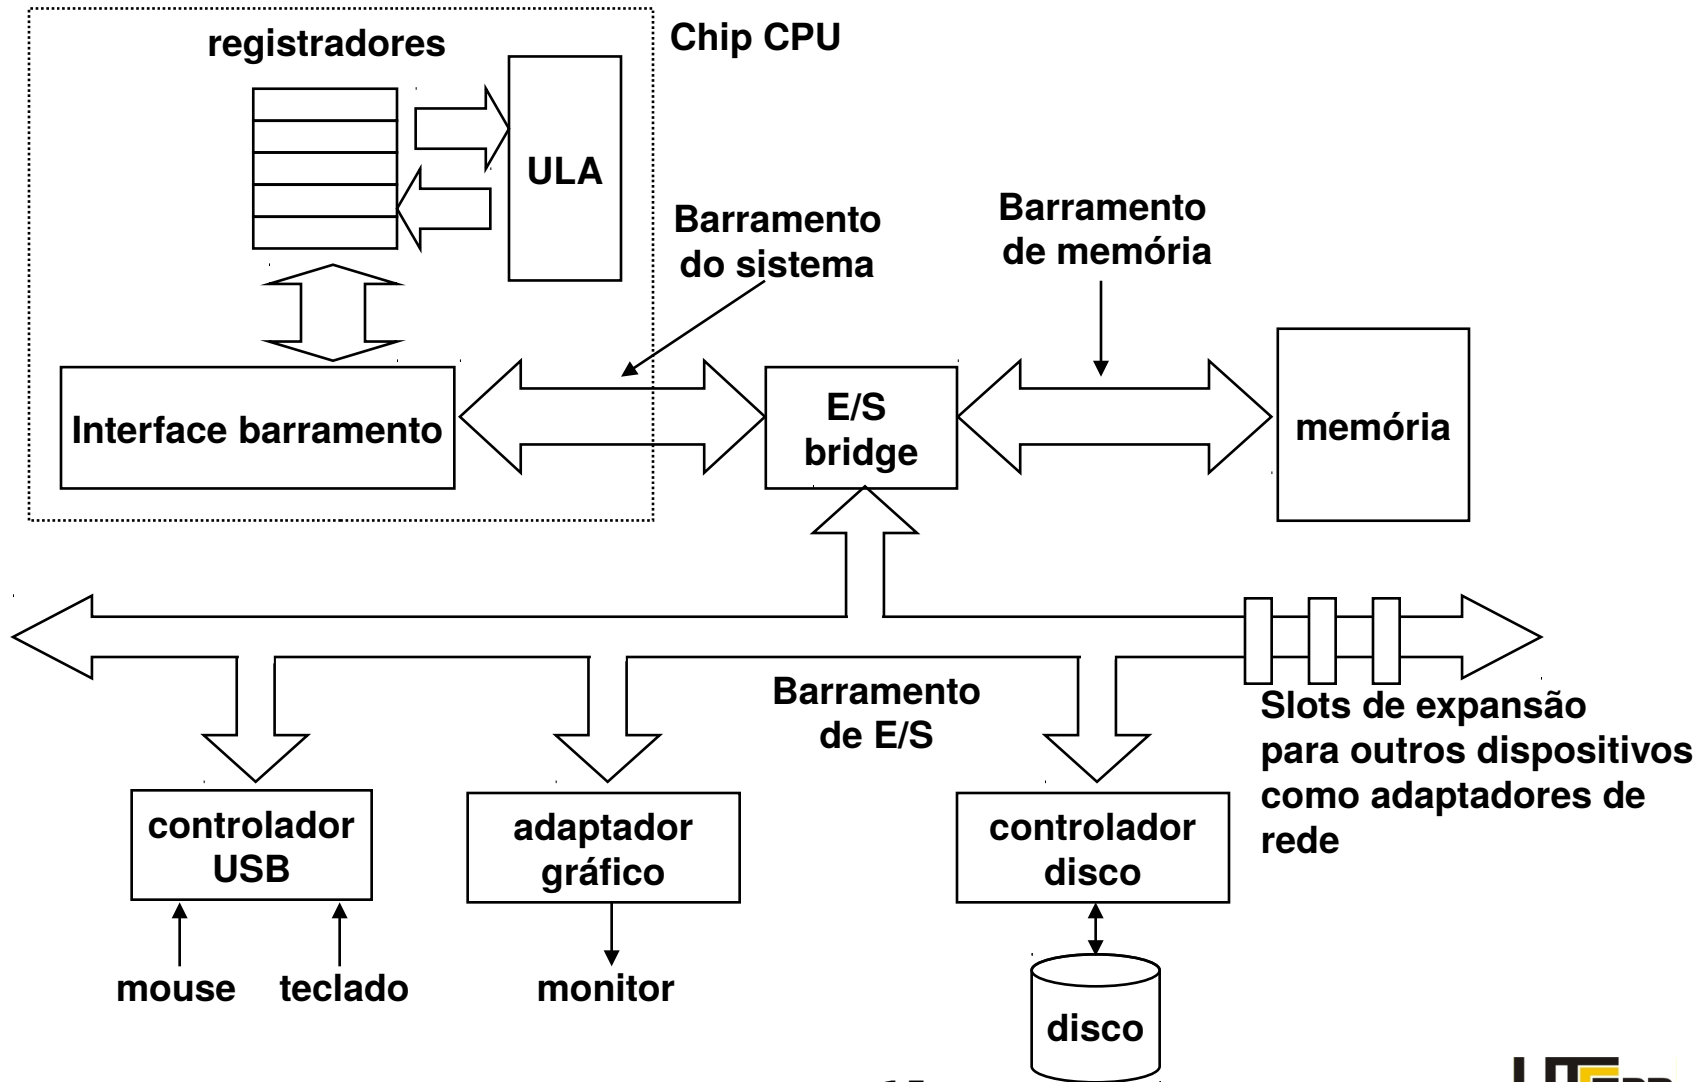 registradores
Chip CPU
ULA
Barramento
do sistema
Barramento
de memória
Interface barramento
E/S
bridge
memória
Barramento
de E/S
Slots de expansão
para outros dispositivos
como adaptadores de
rede
controlador
USB
adaptador
gráfico
controlador
disco
mouse
teclado
monitor
disco